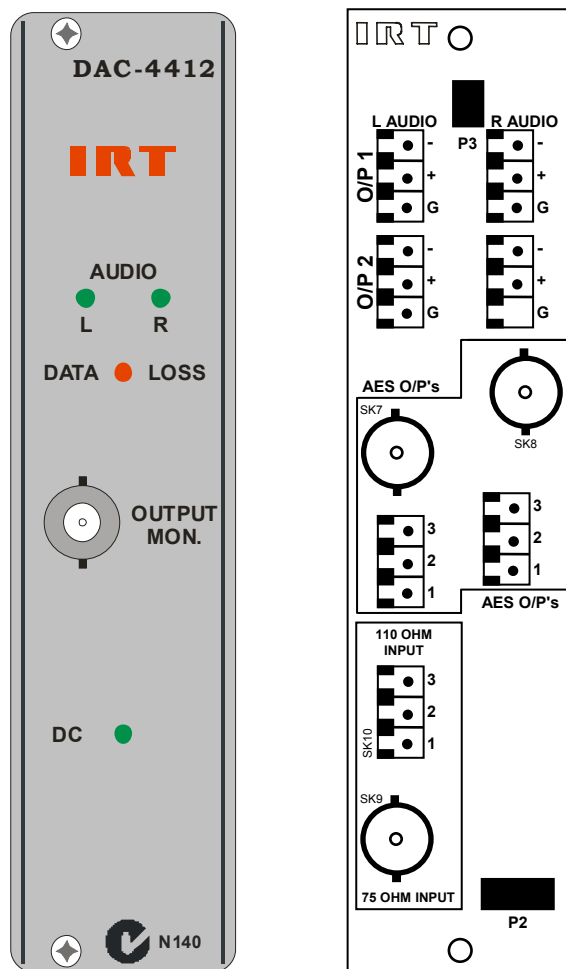 DAC-4412
IRT
AUDIO
L R
DATA LOSS
OUTPUT
MON.
DC
N140
IRT
L AUDIO R AUDIO
P3
O/P 1
-
+
G
-
+
G
O/P 2
-
+
G
-
+
G
AES O/P's
SK7
SK8
3
2
1
3
2
1
AES O/P's
110 OHM
INPUT
3
2
1
SK10
SK9
75 OHM INPUT
P2